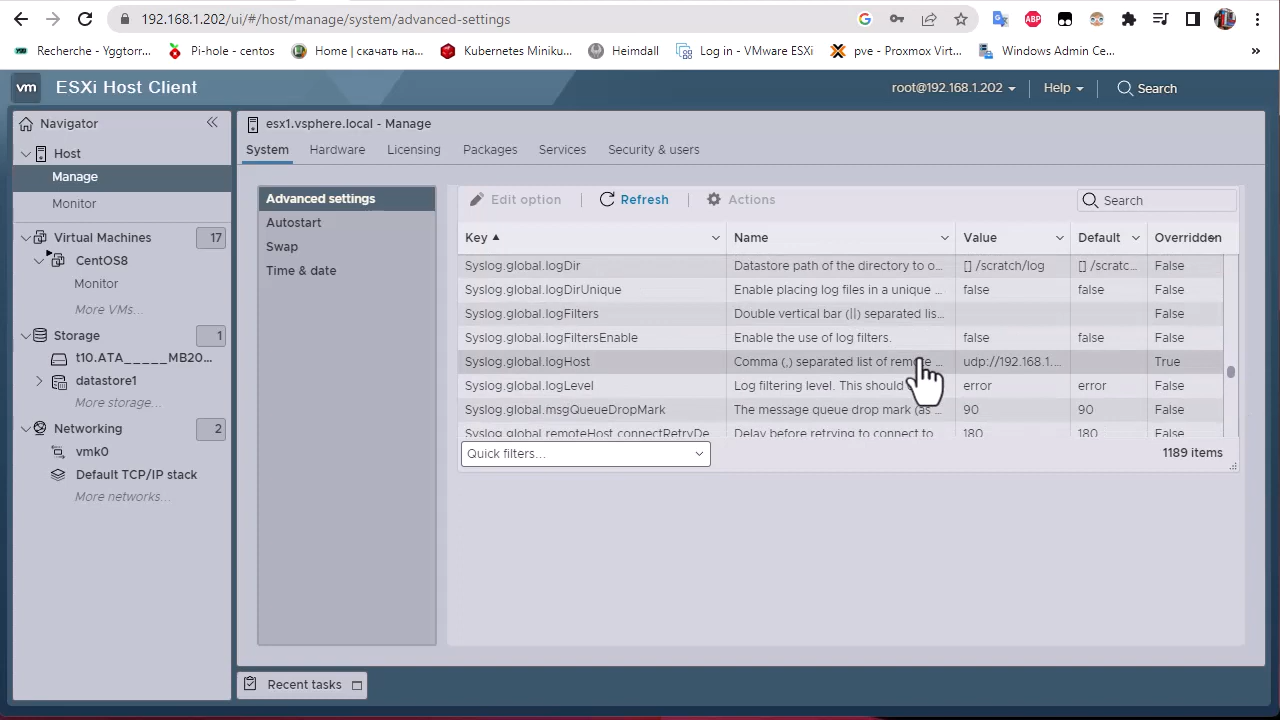 192.168.1.202/ui/#/host/manage/system/advanced-settings
Recherche - Yggtorr...
Pi-hole - centos
Home | скачать на...
Kubernetes Miniku...
Heimdall
Log in - VMware ESXi
pve - Proxmox Virt...
Windows Admin Ce...
»
vm
ESXi Host Client
root@192.168.1.202
Help
Search
Navigator
esx1.vsphere.local - Manage
Host
Manage
Monitor
Virtual Machines
17
CentOS8
Monitor
More VMs...
Storage
1
t10.ATA_____MB20...
datastore1
More storage...
Networking
2
vmk0
Default TCP/IP stack
More networks...
System
Hardware
Licensing
Packages
Services
Security & users
Advanced settings
Autostart
Swap
Time & date
Edit option
Refresh
Actions
Search
Key Name Value Default Overridden
Syslog.global.logDir Datastore path of the directory to o... [] /scratch/log [] /scratc... False
Syslog.global.logDirUnique Enable placing log files in a unique ... false false False
Syslog.global.logFilters Double vertical bar (||) separated lis... False
Syslog.global.logFiltersEnable Enable the use of log filters. false false False
Syslog.global.logHost Comma (,) separated list of remote ... udp://192.168.1.... True
Syslog.global.logLevel Log filtering level. This should ... error error False
Syslog.global.msgQueueDropMark The message queue drop mark (as ... 90 90 False
Syslog.global.remoteHost.connectRetryDe Delay before retrying to connect to 180 180 False
Quick filters...
1189 items
Recent tasks
ABP